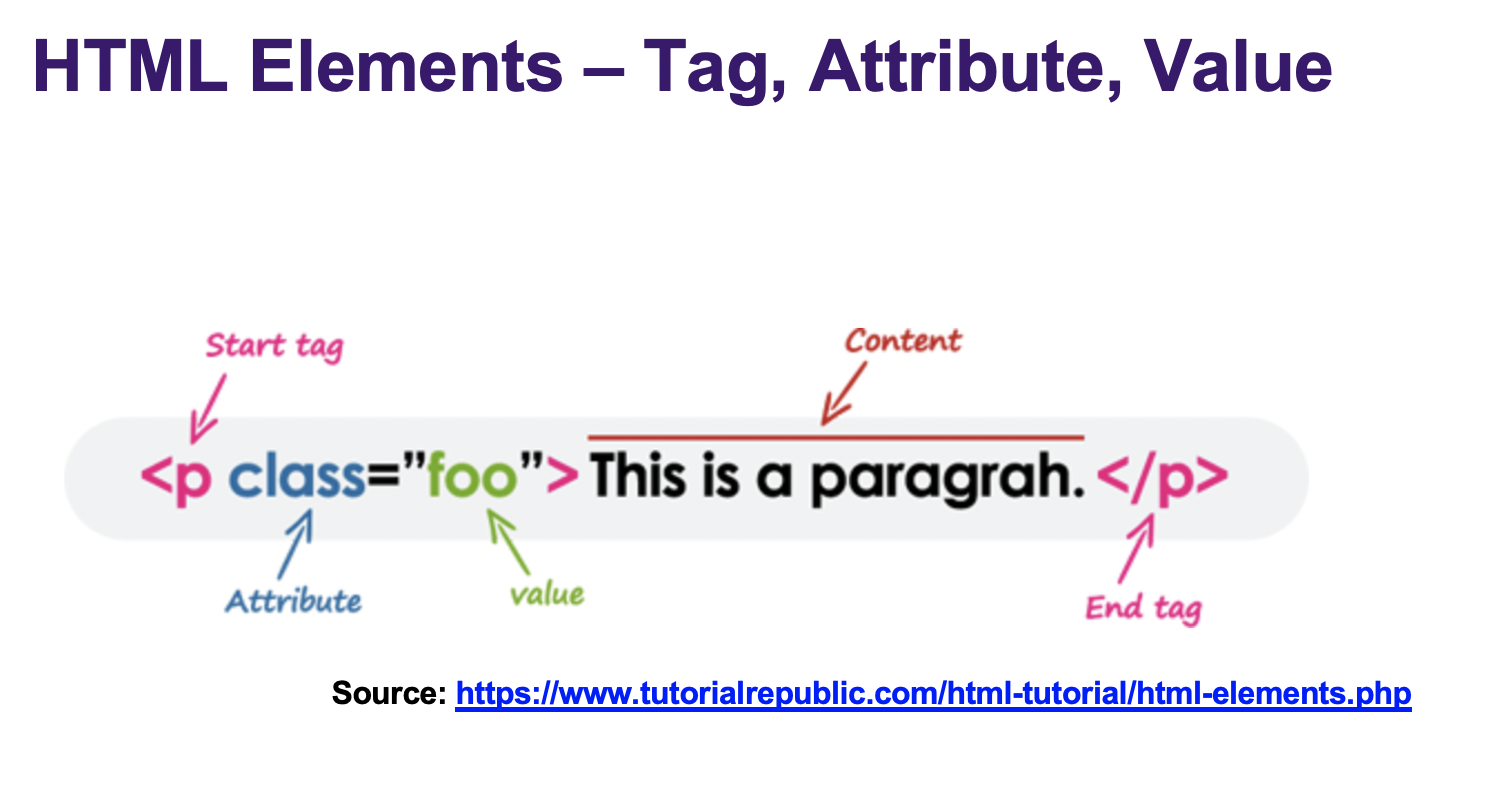 HTML Elements – Tag, Attribute, Value
Start tag
Content
<p class=”foo”> This is a paragrah. </p>
Attribute
value
End tag
Source: https://www.tutorialrepublic.com/html-tutorial/html-elements.php